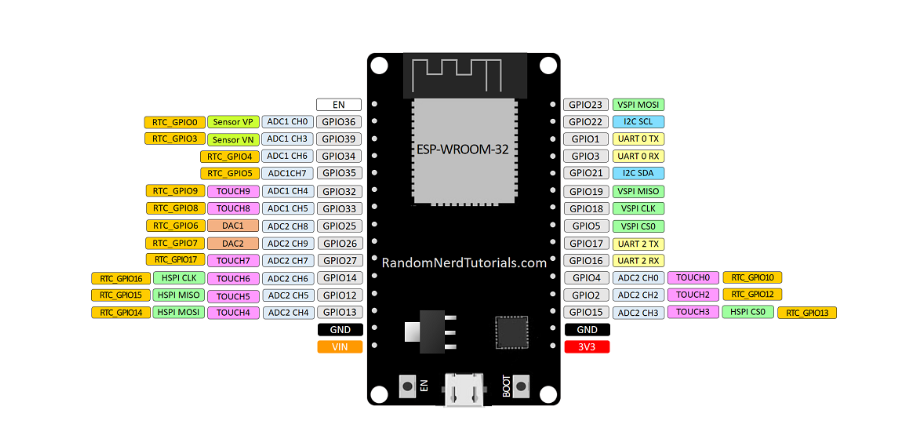 EN GPIO23 VSPI MOSI
RTC_GPIO0 Sensor VP ADC1 CH0 GPIO36 GPIO22 I2C SCL
RTC_GPIO3 Sensor VN ADC1 CH3 GPIO39 GPIO1 UART 0 TX
RTC_GPIO4 ADC1 CH6 GPIO34 ESP-WROOM-32 GPIO3 UART 0 RX
RTC_GPIO5 ADC1CH7 GPIO35 GPIO21 I2C SDA
RTC_GPIO9 TOUCH9 ADC1 CH4 GPIO32 GPIO19 VSPI MISO
RTC_GPIO8 TOUCH8 ADC1 CH5 GPIO33 GPIO18 VSPI CLK
RTC_GPIO6 DAC1 ADC2 CH8 GPIO25 GPIO5 VSPI CS0
RTC_GPIO7 DAC2 ADC2 CH9 GPIO26 GPIO17 UART 2 TX
RTC_GPIO17 TOUCH7 ADC2 CH7 GPIO27 RandomNerdTutorials.com GPIO16 UART 2 RX
RTC_GPIO16 HSPI CLK TOUCH6 ADC2 CH6 GPIO14 GPIO4 ADC2 CH0 TOUCH0 RTC_GPIO10
RTC_GPIO15 HSPI MISO TOUCH5 ADC2 CH5 GPIO12 GPIO2 ADC2 CH2 TOUCH2 RTC_GPIO12
RTC_GPIO14 HSPI MOSI TOUCH4 ADC2 CH4 GPIO13 GPIO15 ADC2 CH3 TOUCH3 HSPI CS0 RTC_GPIO13
GND GND
VIN 3V3
EN BOOT